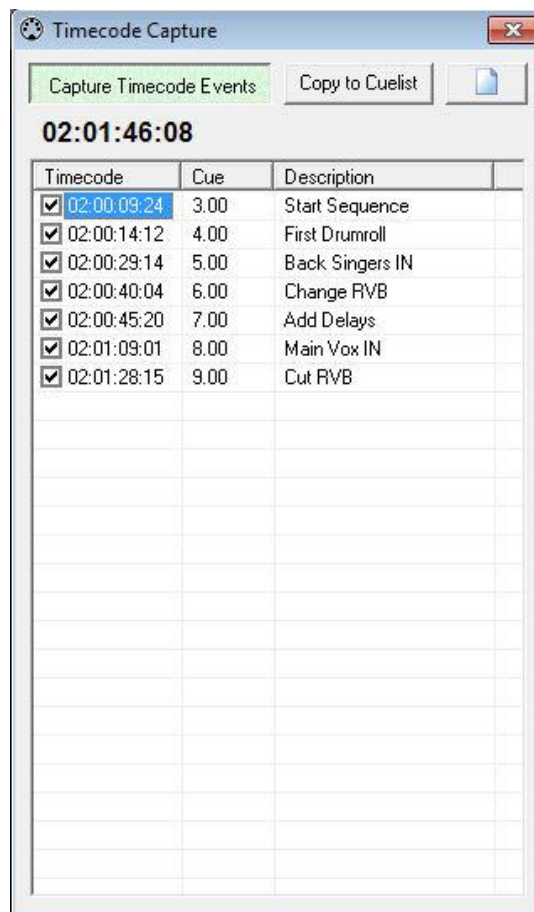 Timecode Capture
Capture Timecode Events Copy to Cuelist
02:01:46:08
Timecode Cue Description
02:00:09:24 3.00 Start Sequence
02:00:14:12 4.00 First Drumroll
02:00:29:14 5.00 Back Singers IN
02:00:40:04 6.00 Change RVB
02:00:45:20 7.00 Add Delays
02:01:09:01 8.00 Main Vox IN
02:01:28:15 9.00 Cut RVB